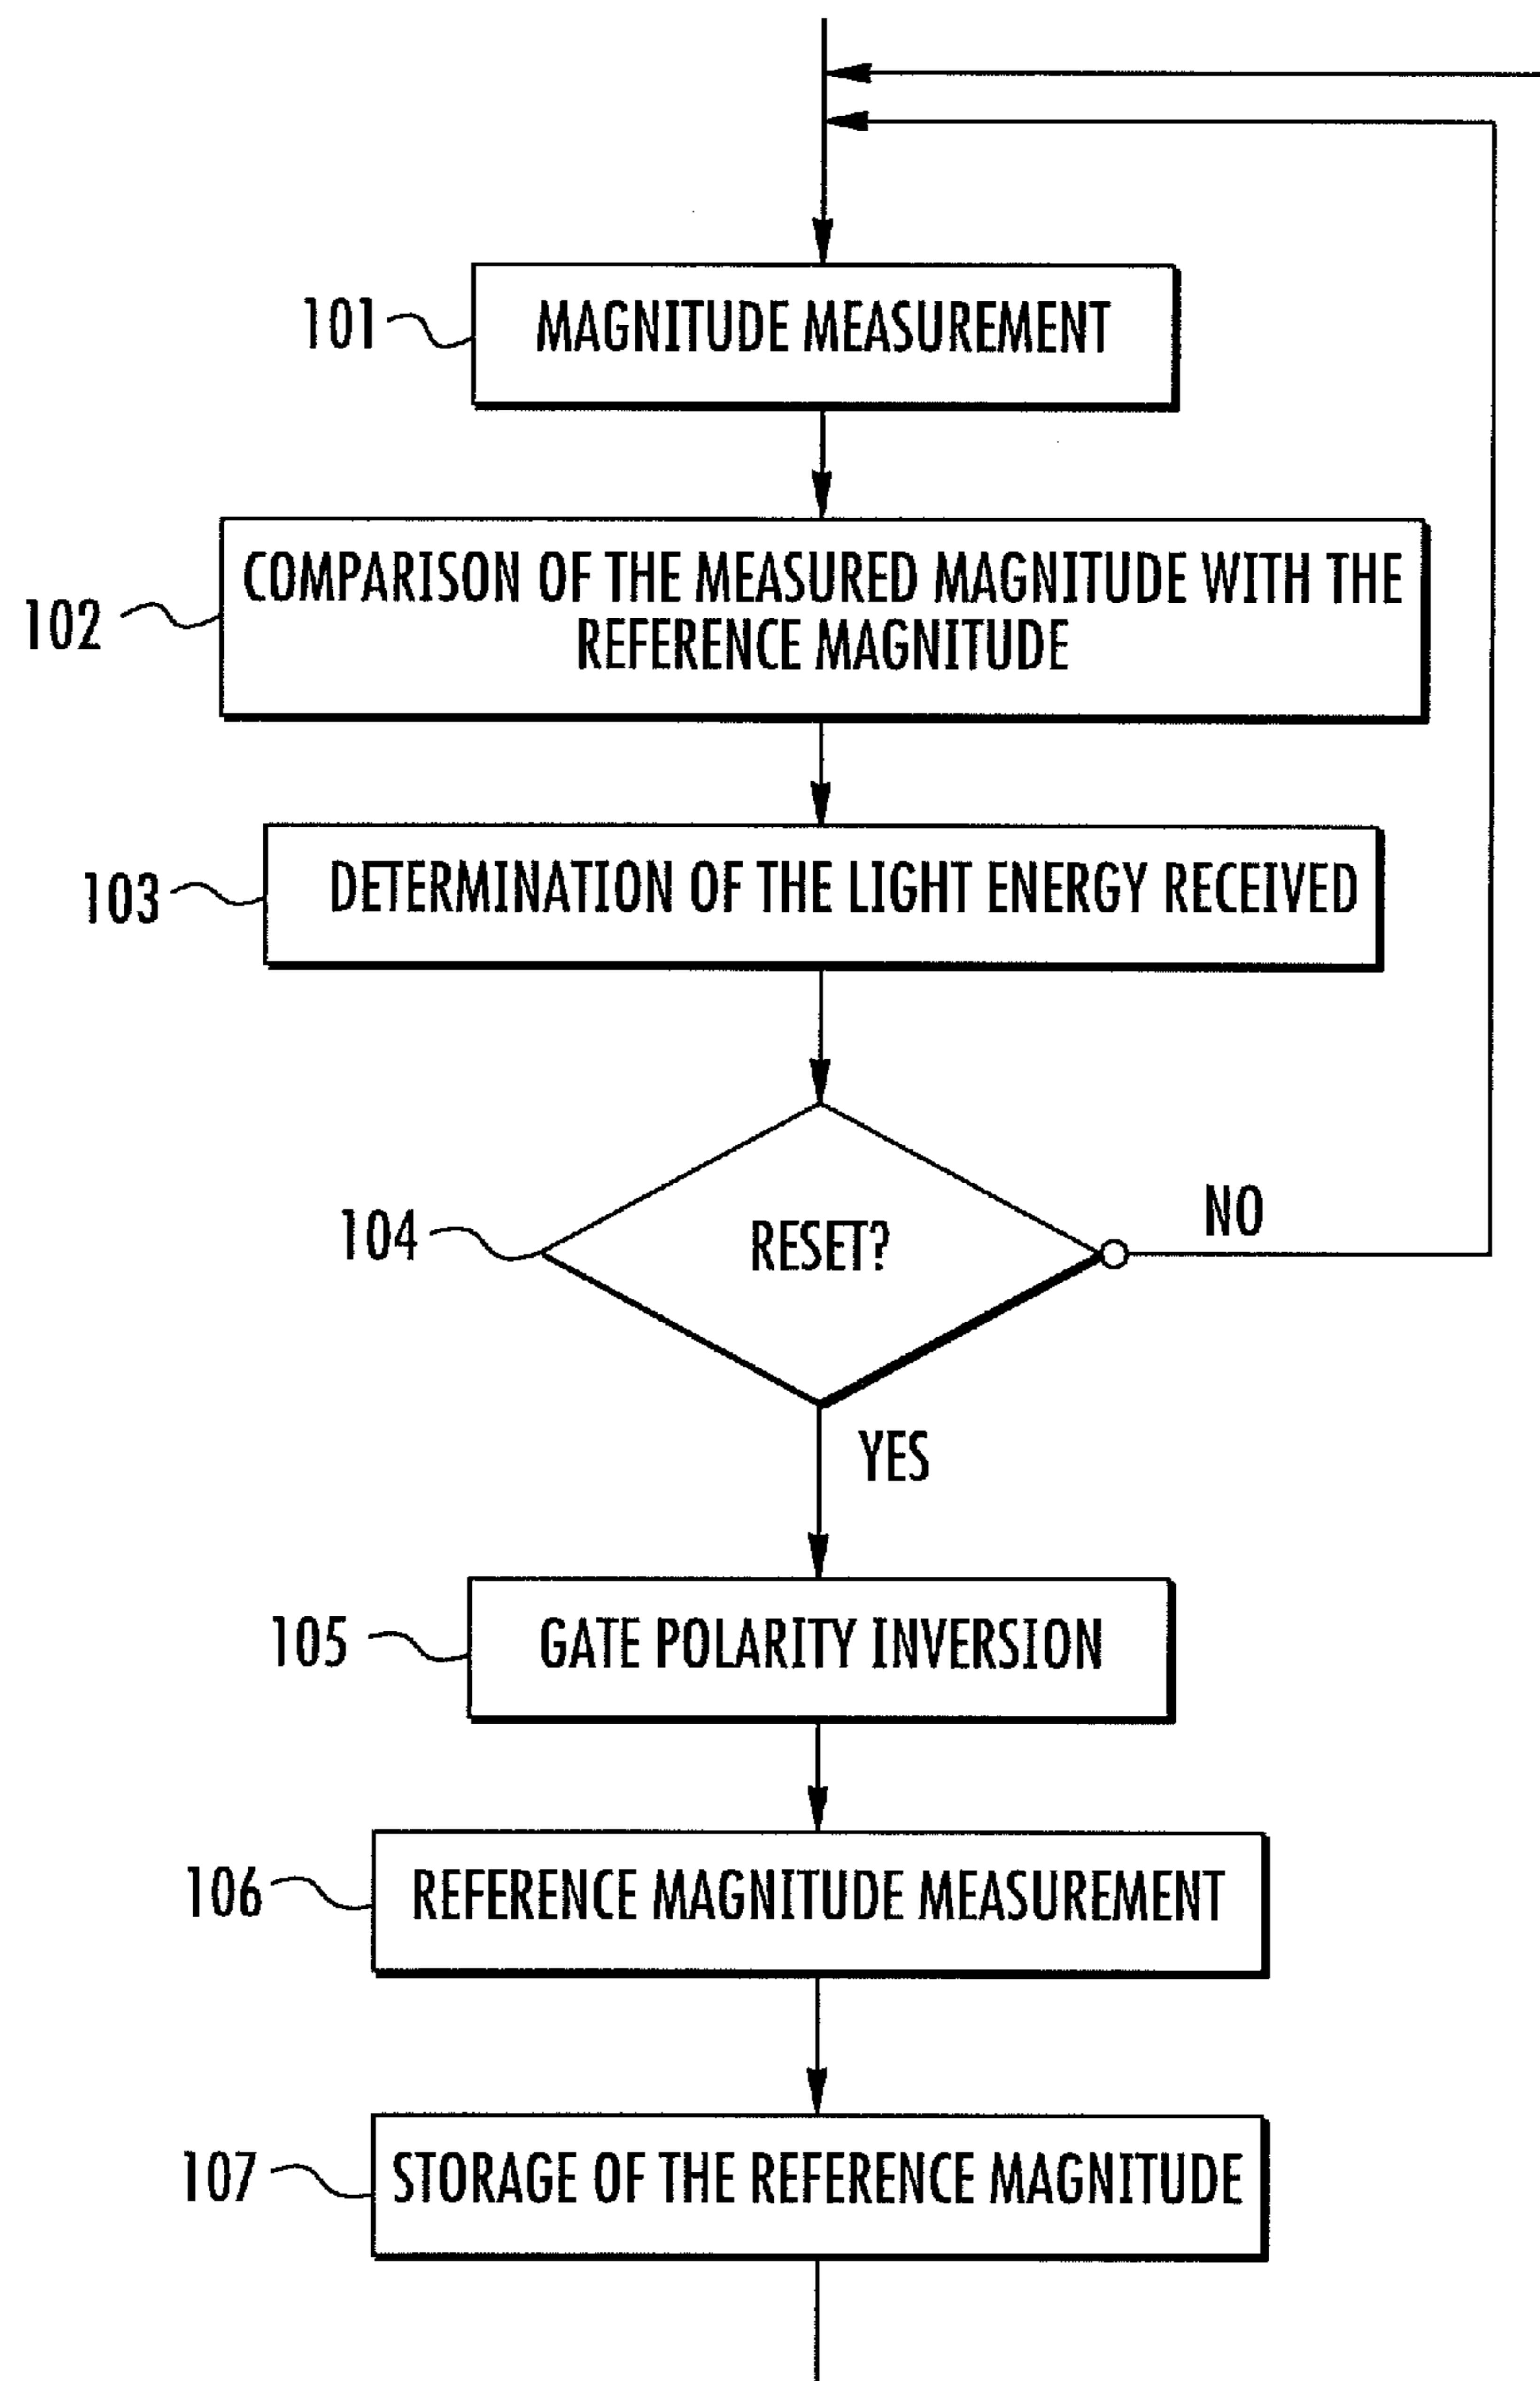 101
MAGNITUDE MEASUREMENT
102
COMPARISON OF THE MEASURED MAGNITUDE WITH THE
REFERENCE MAGNITUDE
103
DETERMINATION OF THE LIGHT ENERGY RECEIVED
104
RESET?
NO
YES
105
GATE POLARITY INVERSION
106
REFERENCE MAGNITUDE MEASUREMENT
107
STORAGE OF THE REFERENCE MAGNITUDE